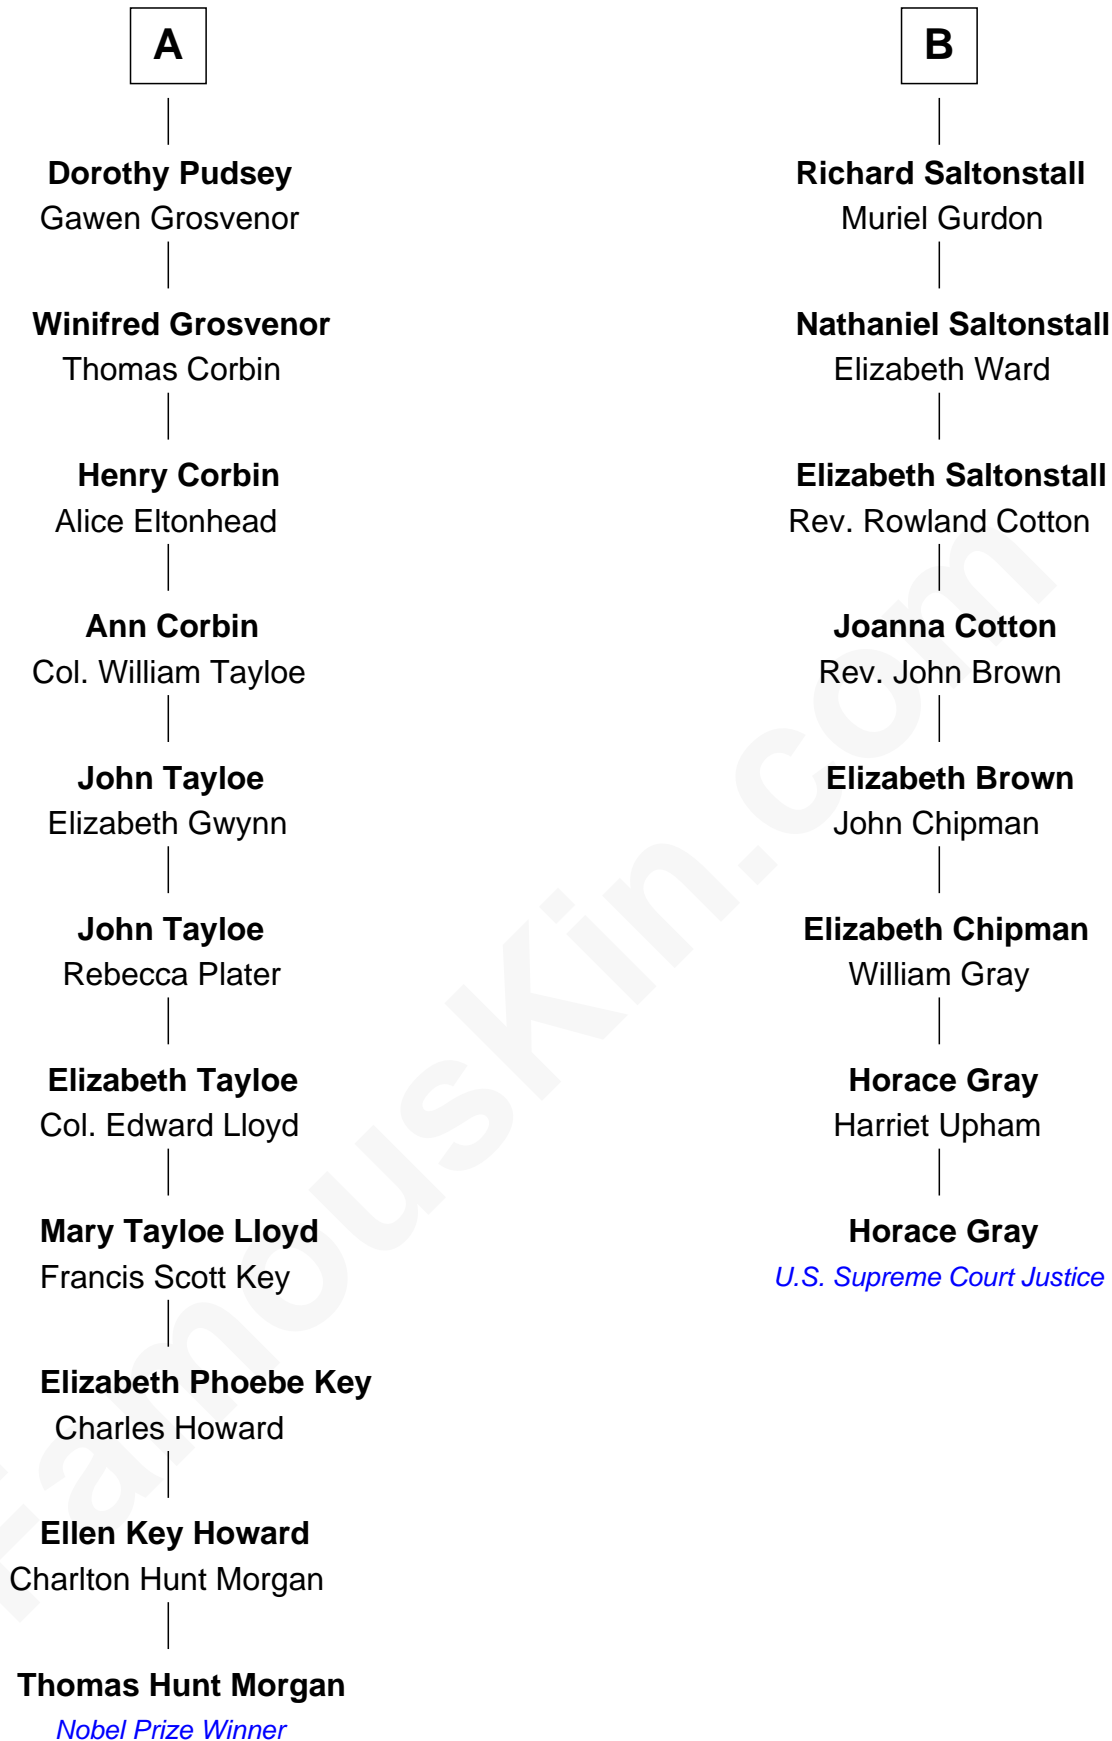 A
Dorothy Pudsey
Gawen Grosvenor
Winifred Grosvenor
Thomas Corbin
Henry Corbin
Alice Eltonhead
Ann Corbin
Col. William Tayloe
John Tayloe
Elizabeth Gwynn
John Tayloe
Rebecca Plater
Elizabeth Tayloe
Col. Edward Lloyd
Mary Tayloe Lloyd
Francis Scott Key
Elizabeth Phoebe Key
Charles Howard
Ellen Key Howard
Charlton Hunt Morgan
Thomas Hunt Morgan
Nobel Prize Winner
B
Richard Saltonstall
Muriel Gurdon
Nathaniel Saltonstall
Elizabeth Ward
Elizabeth Saltonstall
Rev. Rowland Cotton
Joanna Cotton
Rev. John Brown
Elizabeth Brown
John Chipman
Elizabeth Chipman
William Gray
Horace Gray
Harriet Upham
Horace Gray
U.S. Supreme Court Justice
FamousKin.com